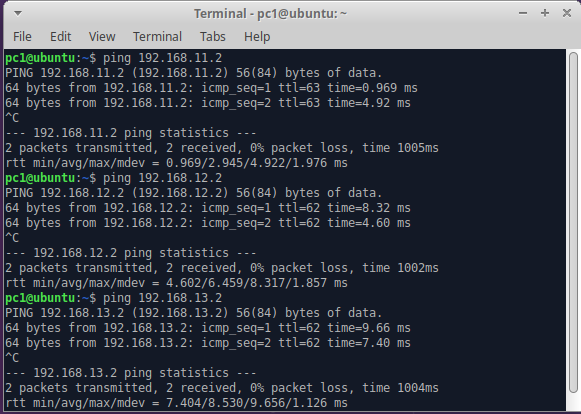 Terminal - pc1@ubuntu: ~
File Edit View Terminal Tabs Help
pc1@ubuntu:~$ ping 192.168.11.2
PING 192.168.11.2 (192.168.11.2) 56(84) bytes of data.
64 bytes from 192.168.11.2: icmp_seq=1 ttl=63 time=0.969 ms
64 bytes from 192.168.11.2: icmp_seq=2 ttl=63 time=4.92 ms
^C
--- 192.168.11.2 ping statistics ---
2 packets transmitted, 2 received, 0% packet loss, time 1005ms
rtt min/avg/max/mdev = 0.969/2.945/4.922/1.976 ms
pc1@ubuntu:~$ ping 192.168.12.2
PING 192.168.12.2 (192.168.12.2) 56(84) bytes of data.
64 bytes from 192.168.12.2: icmp_seq=1 ttl=62 time=8.32 ms
64 bytes from 192.168.12.2: icmp_seq=2 ttl=62 time=4.60 ms
^C
--- 192.168.12.2 ping statistics ---
2 packets transmitted, 2 received, 0% packet loss, time 1002ms
rtt min/avg/max/mdev = 4.602/6.459/8.317/1.857 ms
pc1@ubuntu:~$ ping 192.168.13.2
PING 192.168.13.2 (192.168.13.2) 56(84) bytes of data.
64 bytes from 192.168.13.2: icmp_seq=1 ttl=62 time=9.66 ms
64 bytes from 192.168.13.2: icmp_seq=2 ttl=62 time=7.40 ms
^C
--- 192.168.13.2 ping statistics ---
2 packets transmitted, 2 received, 0% packet loss, time 1004ms
rtt min/avg/max/mdev = 7.404/8.530/9.656/1.126 ms